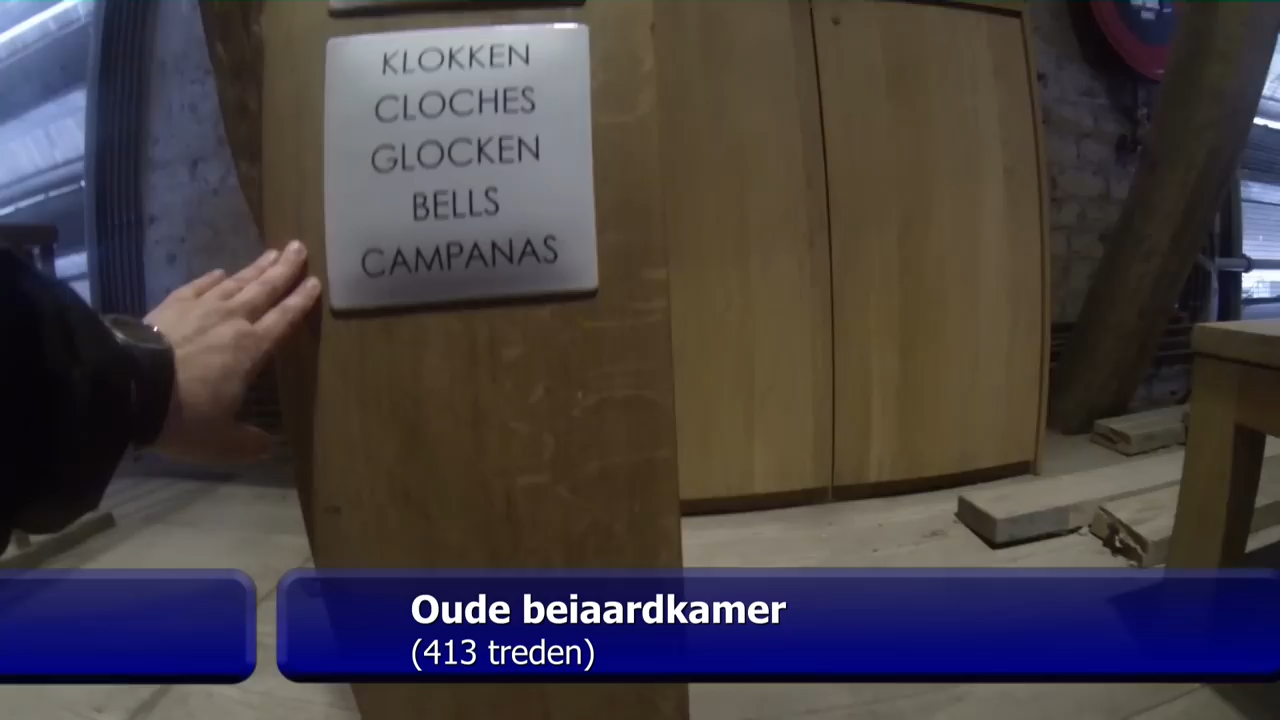 KLOKKEN
CLOCHES
GLOCKEN
BELLS
CAMPANAS
Oude beiaardkamer
(413 treden)